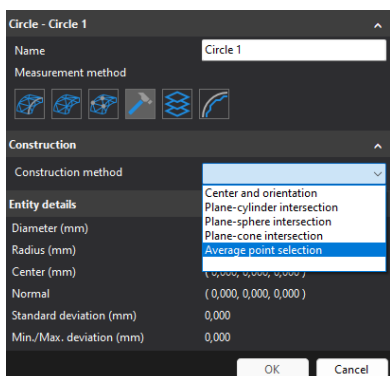 Circle - Circle 1
Name
Circle 1
Measurement method
Construction
Construction method
Center and orientation
Plane-cylinder intersection
Plane-sphere intersection
Plane-cone intersection
Average point selection
Entity details
Diameter (mm)
Radius (mm)
Center (mm)
( 0,000, 0,000, 0,000 )
Normal
( 0,000, 0,000, 0,000 )
Standard deviation (mm)
0,000
Min./Max. deviation (mm)
0,000
OK
Cancel